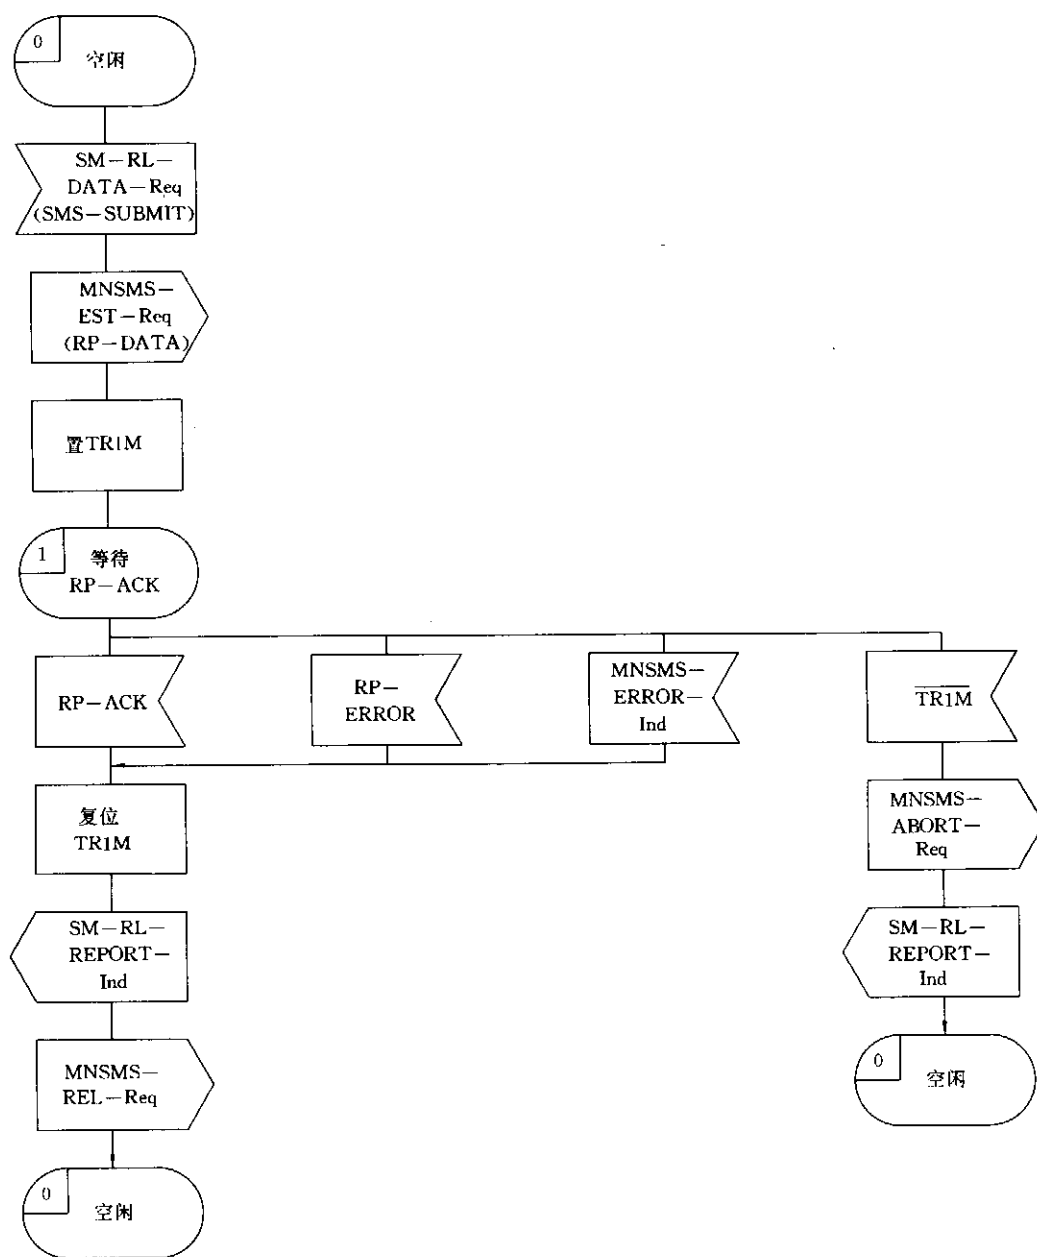 0
空闲
SM-RL-
DATA-Req
(SMS-SUBMIT)
MNSMS-
EST-Req
(RP-DATA)
置TR1M
1
等待
RP-ACK
RP-ACK
RP-
ERROR
MNSMS-
ERROR-
Ind
TR1M
复位
TR1M
MNSMS-
ABORT-
Req
SM-RL-
REPORT-
Ind
SM-RL-
REPORT-
Ind
MNSMS-
REL-Req
0
空闲
0
空闲